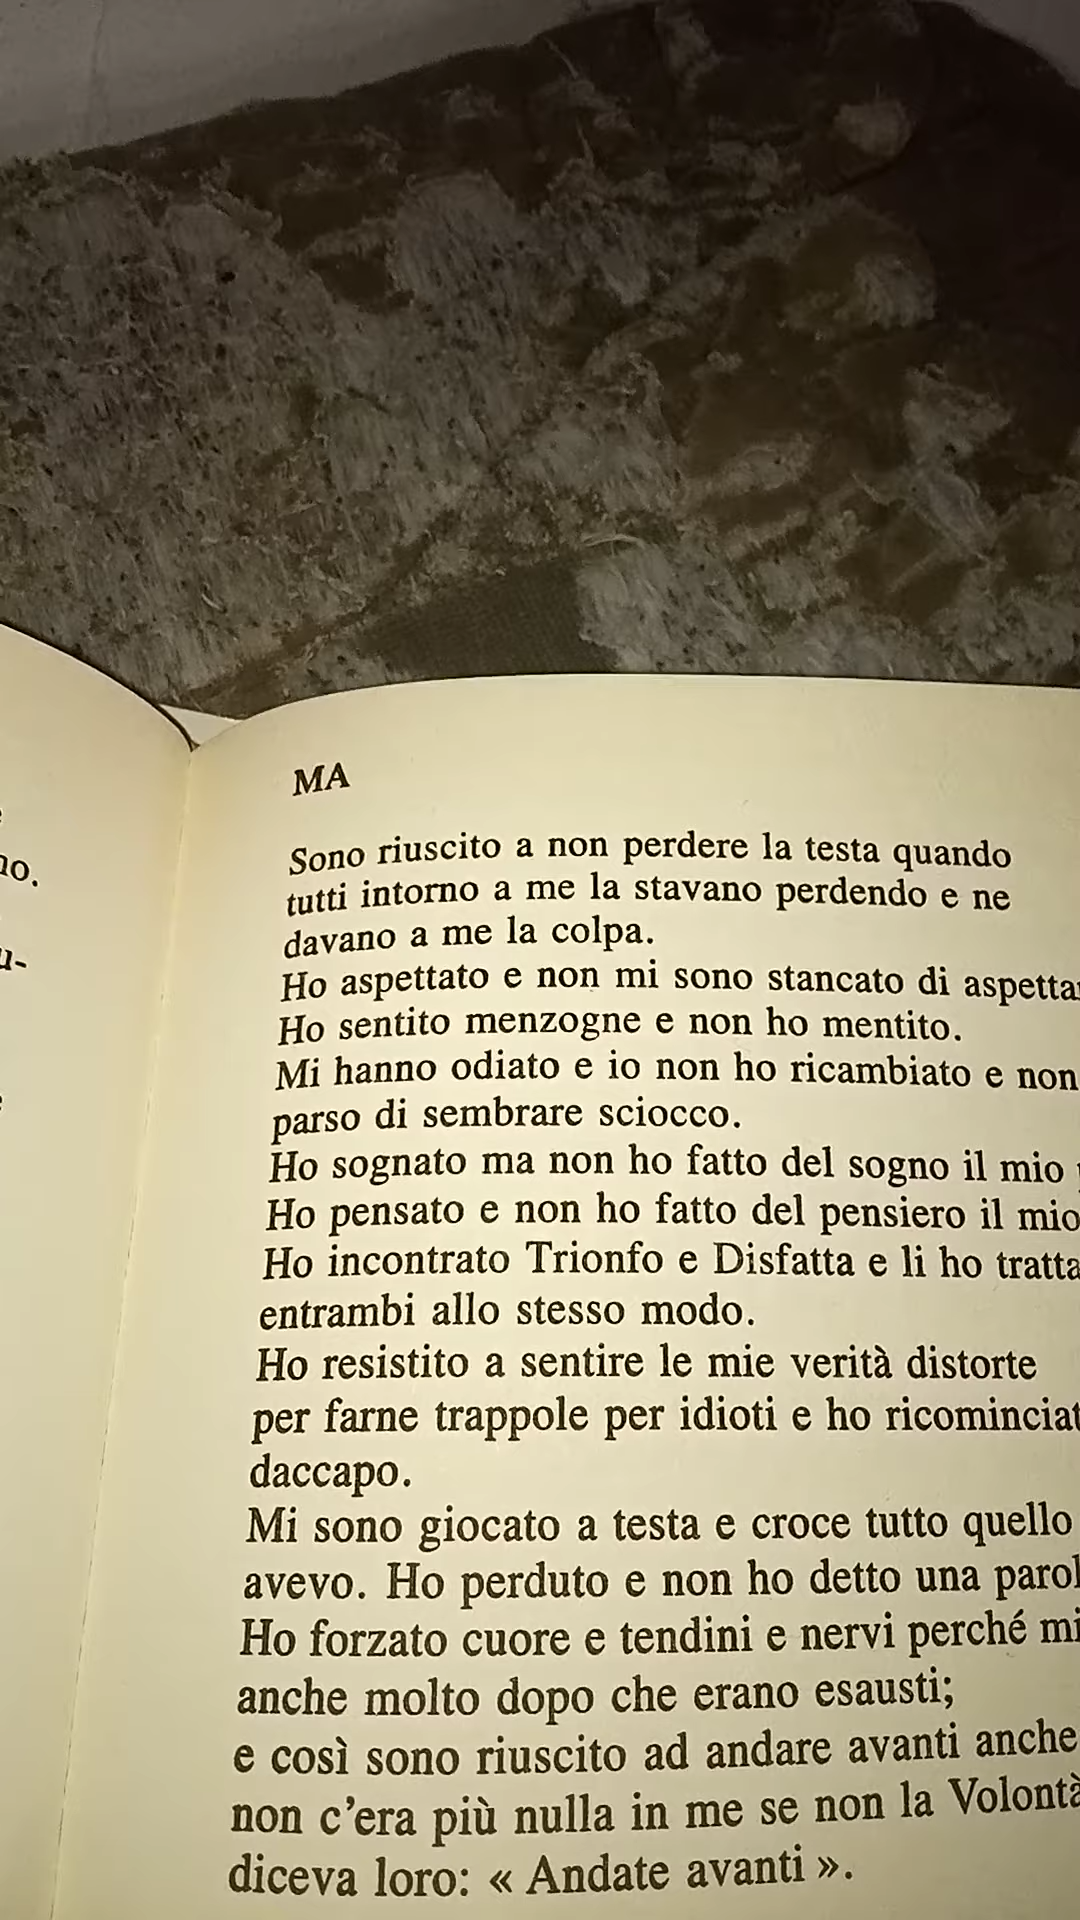 no.
u-
MA
Sono riuscito a non perdere la testa quando
tutti intorno a me la stavano perdendo e ne
davano a me la colpa.
Ho aspettato e non mi sono stancato di
Ho sentito menzogne e non ho mentito.
Mi hanno odiato e io non ho ricambiato e non
parso di sembrare sciocco.
Ho sognato ma non ho fatto del sogno il mio
Ho pensato e non ho fatto del pensiero il mio
Ho incontrato Trionfo e Disfatta e li ho
entrambi allo stesso modo.
Ho resistito a sentire le mie verità distorte
per farne trappole per idioti e ho
daccapo.
Mi sono giocato a testa e croce tutto quello
avevo. Ho perduto e non ho detto una
Ho forzato cuore e tendini e nervi perché mi
anche molto dopo che erano esausti;
e così sono riuscito ad andare avanti anche
non c'era più nulla in me se non la Volontà
diceva loro: « Andate avanti ».